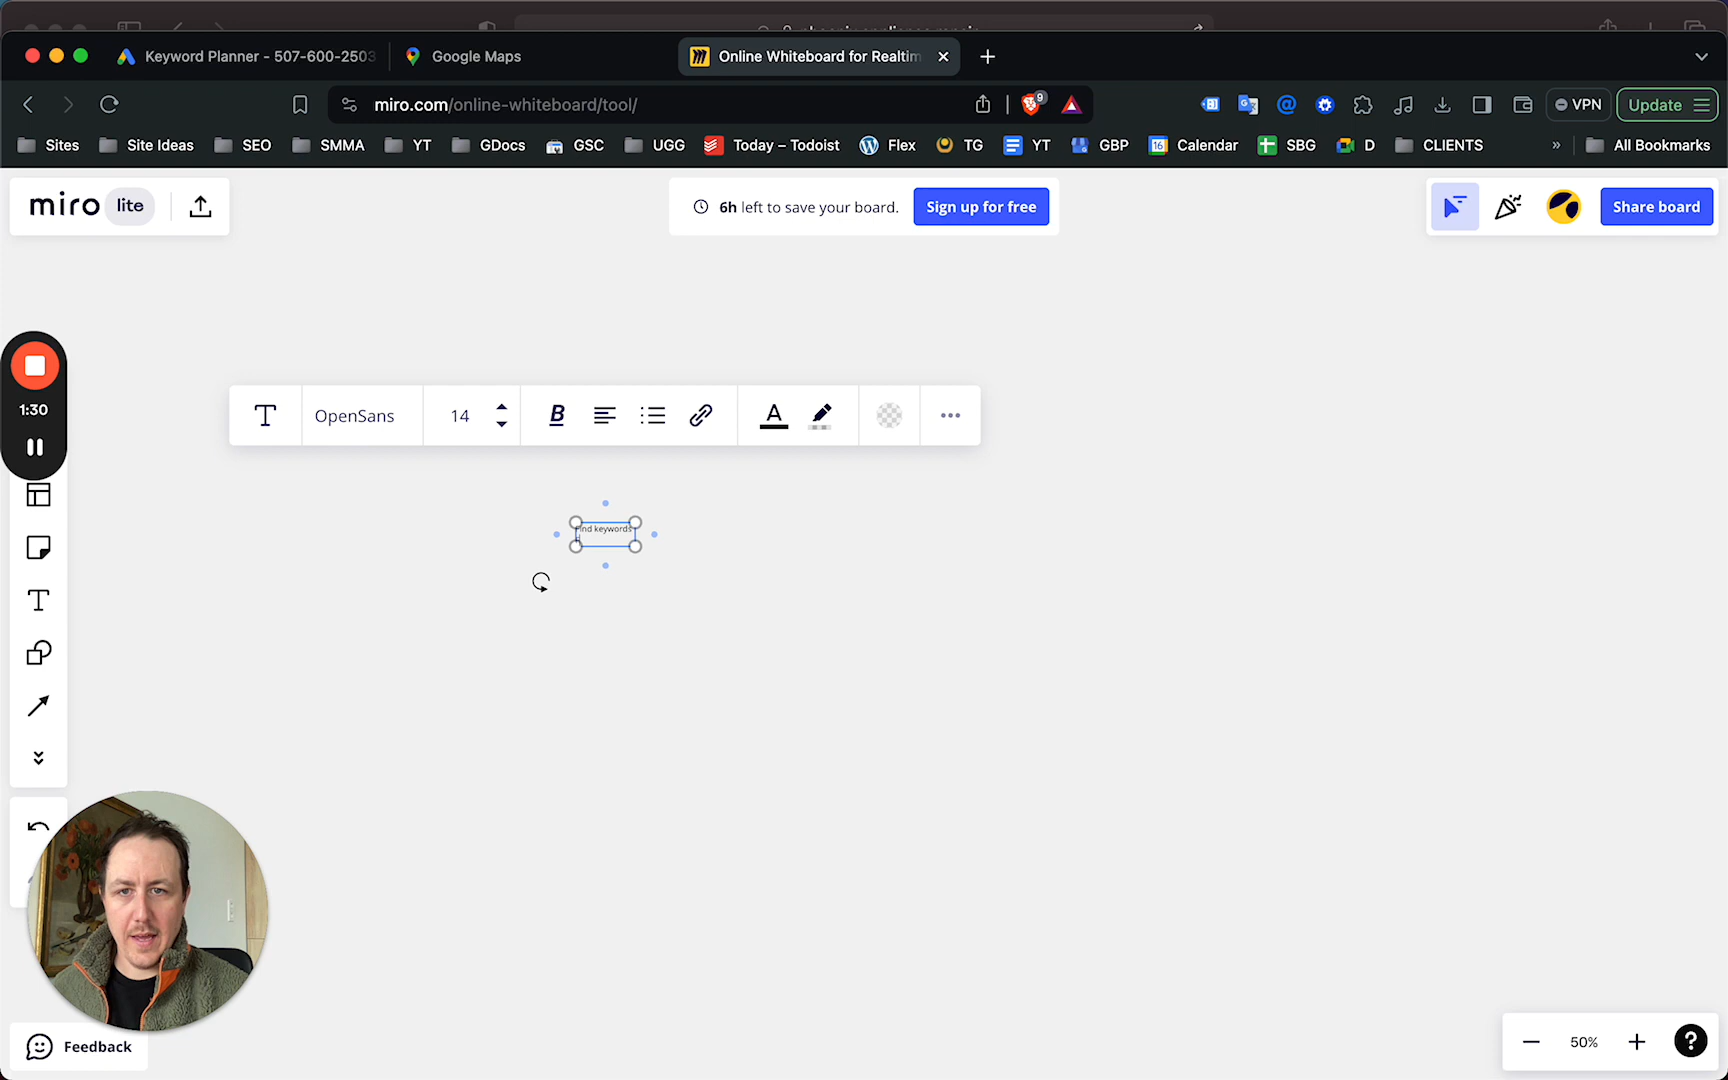 Keyword Planner - 507-600-2503
Google Maps
Online Whiteboard for Realtim
miro.com/online-whiteboard/tool/
9
VPN
Update
Sites
Site Ideas
SEO
SMMA
YT
GDocs
GSC
UGG
Today – Todoist
Flex
TG
YT
GBP
16
Calendar
SBG
D
CLIENTS
»
All Bookmarks
miro lite
6h left to save your board.
Sign up for free
Share board
1:30
OpenSans
14
B
A
Find keywords
Feedback
50%